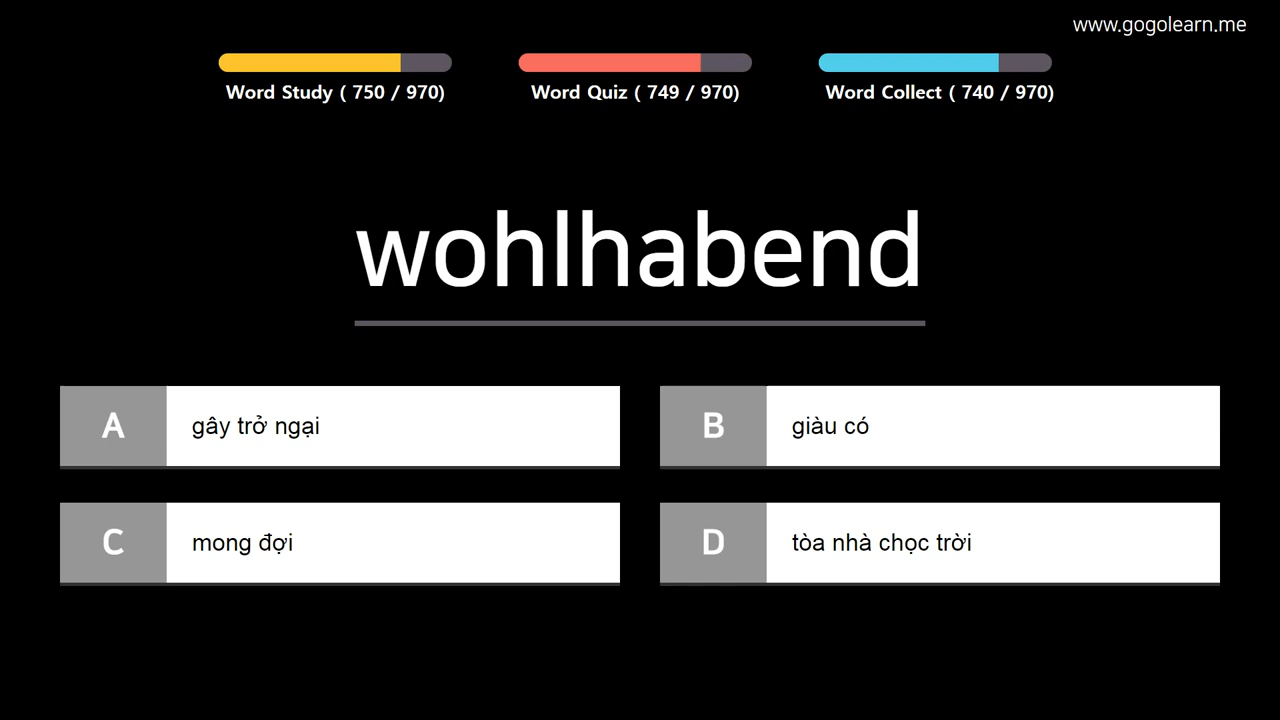 www.gogolearn.me
Word Study ( 750 / 970)
Word Quiz ( 749 / 970)
Word Collect ( 740 / 970)
wohlhabend
A gây trở ngại
B giàu có
C mong đợi
D tòa nhà chọc trời